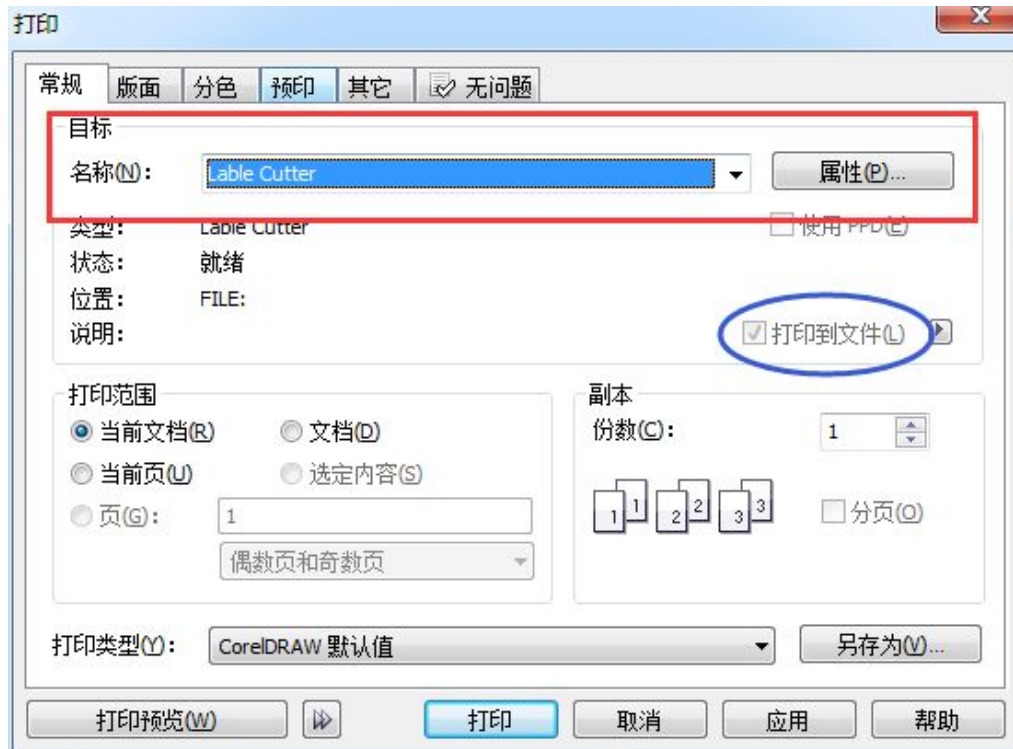 打印
常规 版面 分色 预印 其它 无问题
目标
名称(N): Lable Cutter 属性(P)...
类型: Lable Cutter 使用 PPD(E)
状态: 就绪
位置: FILE:
说明: 打印到文件(L)
打印范围
当前文档(R) 文档(D)
当前页(U) 选定内容(S)
页(G): 1
偶数页和奇数页
副本
份数(C): 1
1 1 2 2 3 3 分页(O)
打印类型(Y): CorelDRAW 默认值 另存为(V)...
打印预览(W) 打印 取消 应用 帮助